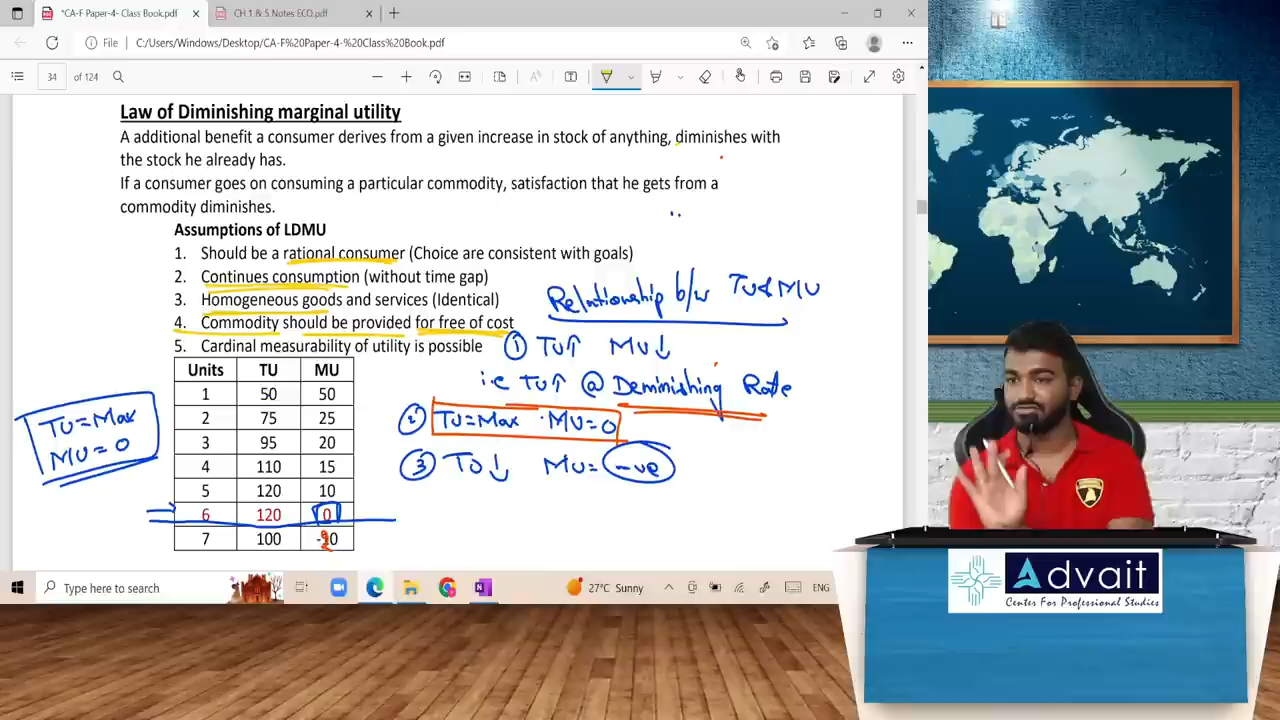 *CA-F Paper-4- Class Book.pdf
CH.1 & 5 Notes ECO.pdf
File
C:/Users/Windows/Desktop/CA-F%20Paper-4-%20Class%20Book.pdf
34
of 124
Law of Diminishing marginal utility
A additional benefit a consumer derives from a given increase in stock of anything, diminishes with
the stock he already has.
If a consumer goes on consuming a particular commodity, satisfaction that he gets from a
commodity diminishes.
Assumptions of LDMU
1. Should be a rational consumer (Choice are consistent with goals)
2. Continues consumption (without time gap)
3. Homogeneous goods and services (Identical)
4. Commodity should be provided for free of cost
5. Cardinal measurability of utility is possible
Relationship b/w TU & MU
① TU↑ MU↓
i.e TU↑ @ Deminishing Rate
② TU=Max MU=0
③ TU↓ MU= -ve
TU=Max
MU=0
Units TU MU
1 50 50
2 75 25
3 95 20
4 110 15
5 120 10
6 120 0
7 100 -20
Type here to search
27°C Sunny
ENG
Advait
Center For Professional Studies